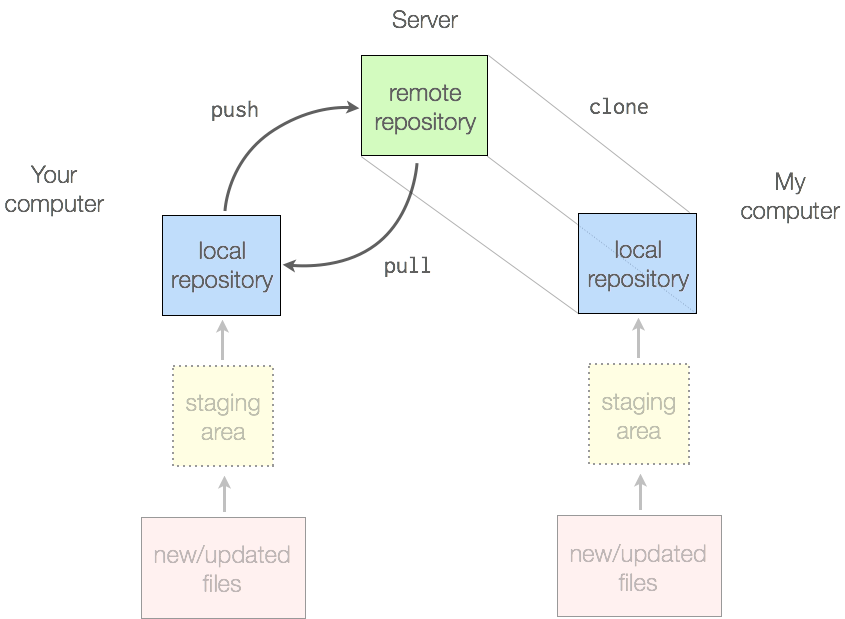 Server
remote
repository
push
clone
Your
computer
My
computer
local
repository
pull
local
repository
staging
area
staging
area
new/updated
files
new/updated
files